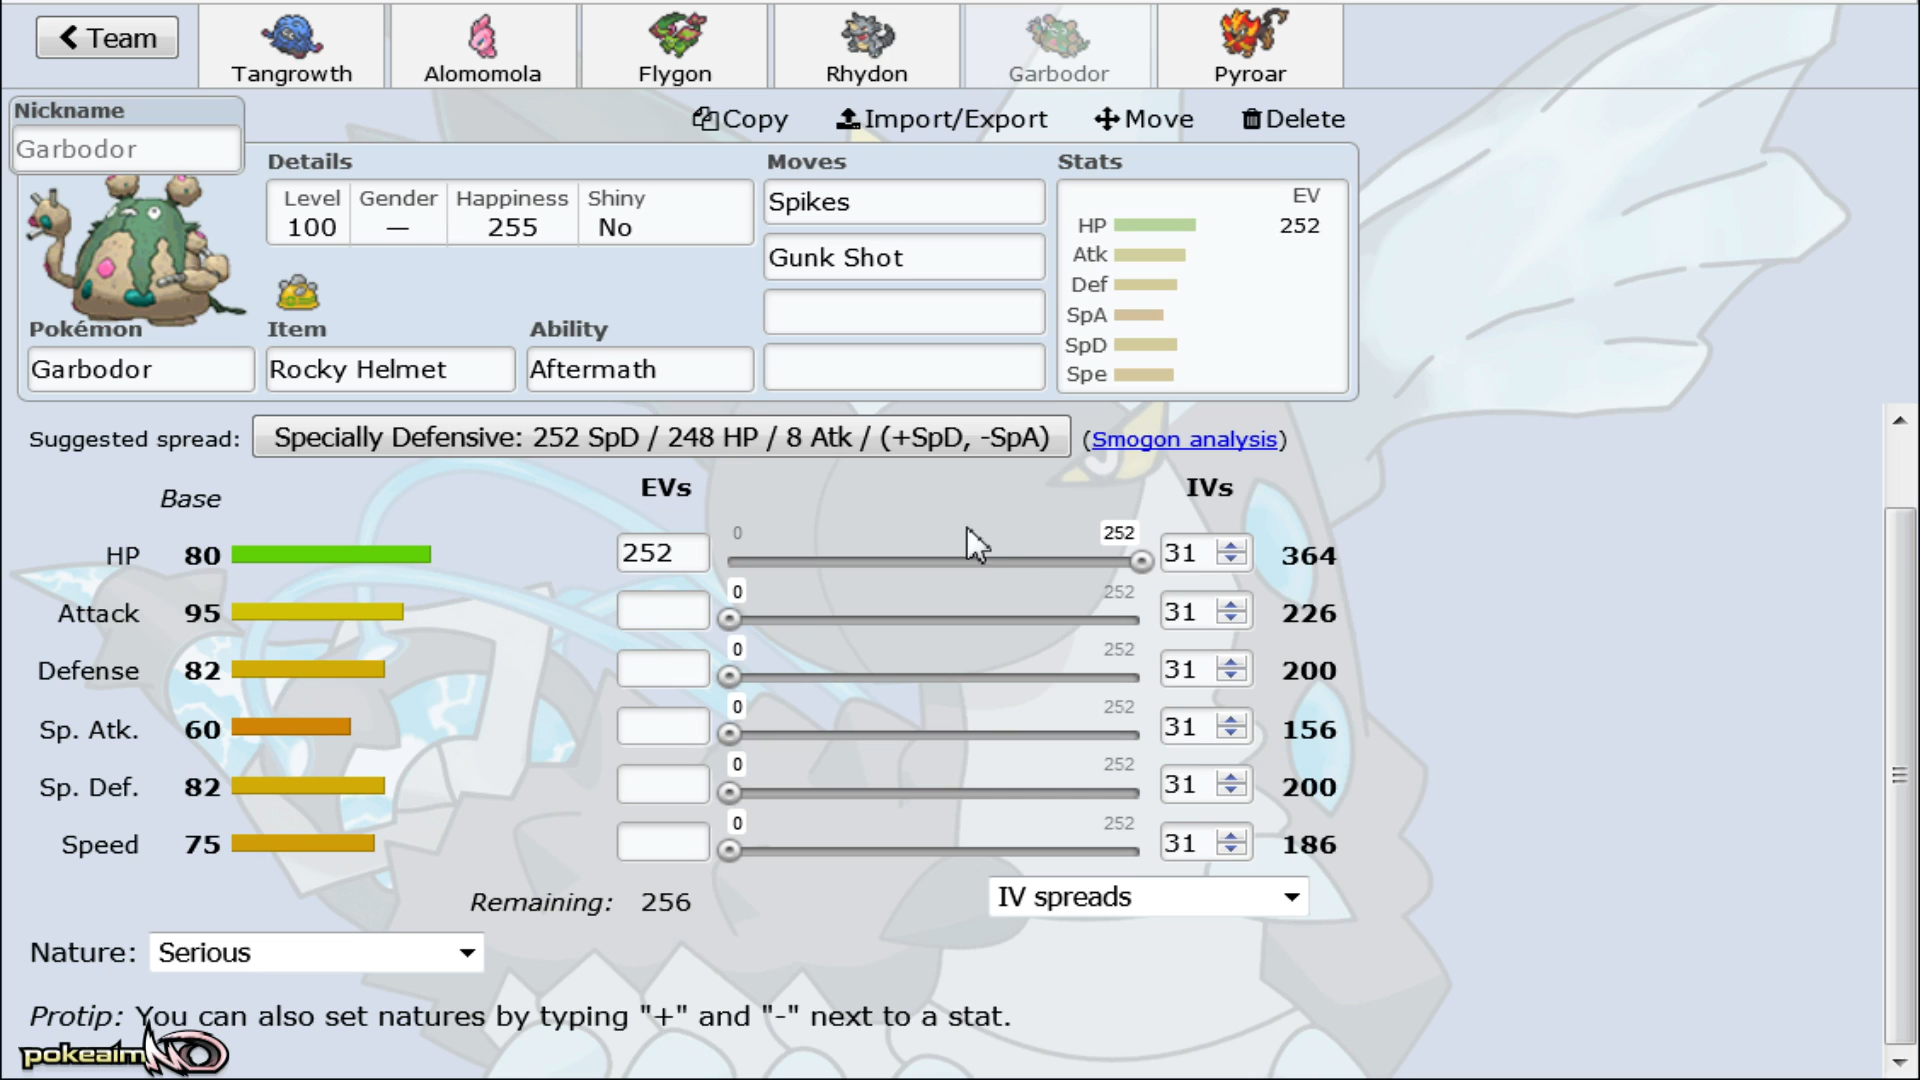 Team
Tangrowth
Alomomola
Flygon
Rhydon
Garbodor
Pyroar
Nickname
Garbodor
Copy
Import/Export
Move
Delete
Details
Level Gender Happiness Shiny
100 — 255 No
Pokémon
Garbodor
Item
Rocky Helmet
Ability
Aftermath
Moves
Spikes
Gunk Shot
Stats
EV
HP 252
Atk
Def
SpA
SpD
Spe
Suggested spread: Specially Defensive: 252 SpD / 248 HP / 8 Atk / (+SpD, -SpA) (Smogon analysis)
Base EVs IVs
0 252
HP 80 252 31 364
0 252
Attack 95 31 226
0 252
Defense 82 31 200
0 252
Sp. Atk. 60 31 156
0 252
Sp. Def. 82 31 200
0 252
Speed 75 31 186
Remaining: 256 IV spreads
Nature: Serious
Protip: You can also set natures by typing "+" and "-" next to a stat.
pokeaimMD